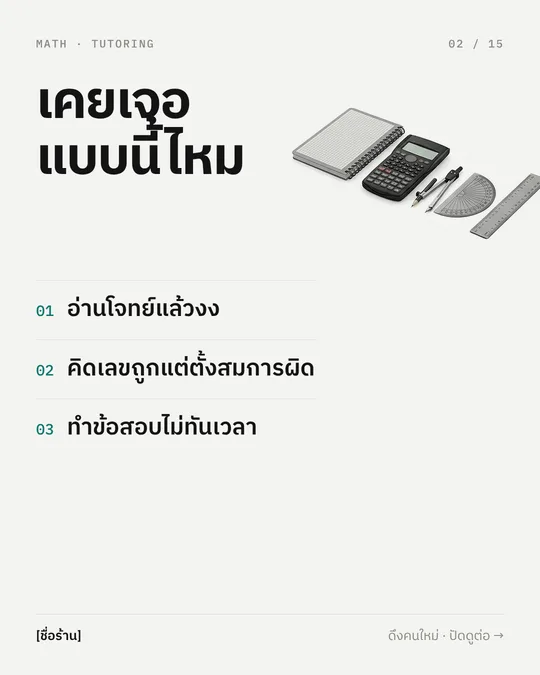 MATH · TUTORING
02 / 15
เคยเจอ
แบบนี้ไหม
01 อ่านโจทย์แล้วงง
02 คิดเลขถูกแต่ตั้งสมการผิด
03 ทำข้อสอบไม่ทันเวลา
[ชื่อร้าน]
ดึงคนใหม่ · ปัดดูต่อ →